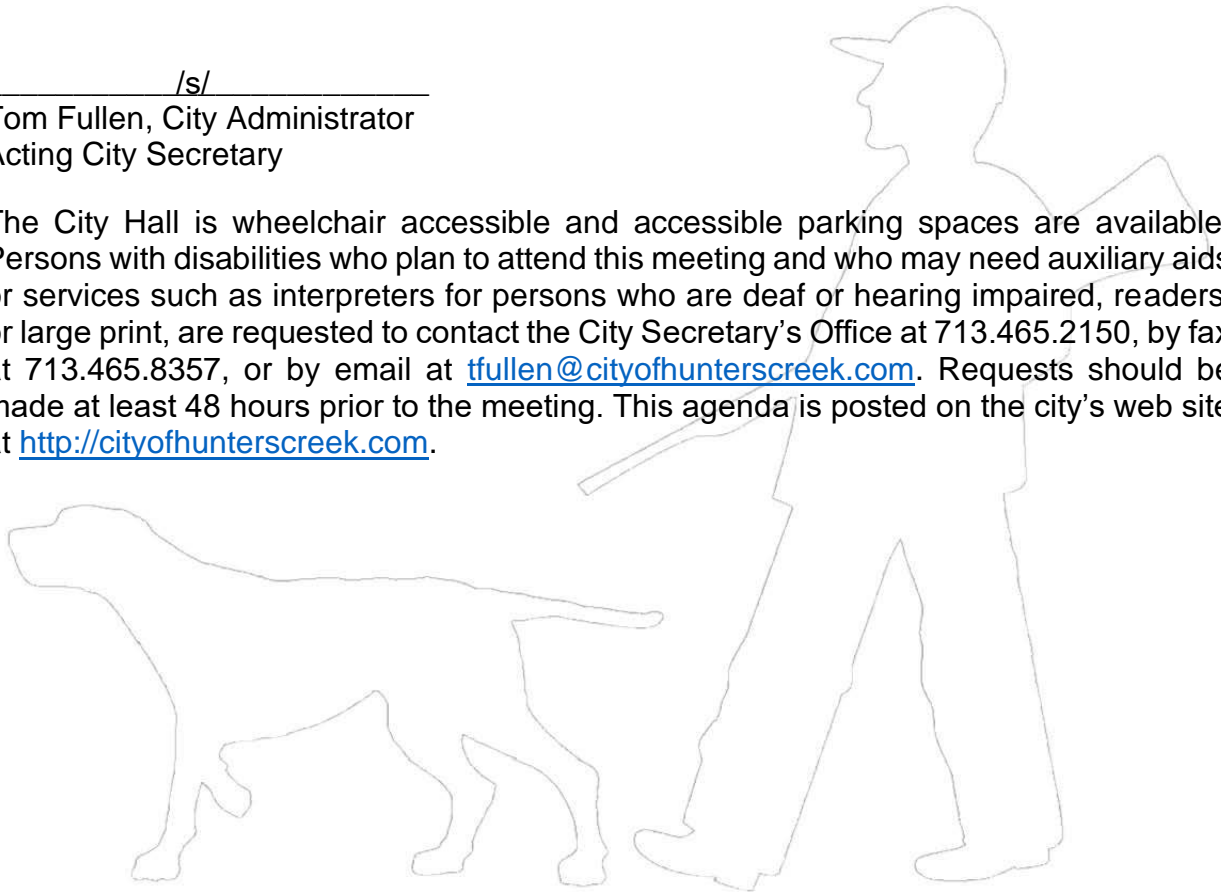 ___________/s/_____________
Tom Fullen, City Administrator
Acting City Secretary
The City Hall is wheelchair accessible and accessible parking spaces are available.
Persons with disabilities who plan to attend this meeting and who may need auxiliary aids
or services such as interpreters for persons who are deaf or hearing impaired, readers,
or large print, are requested to contact the City Secretary’s Office at 713.465.2150, by fax
at 713.465.8357, or by email at tfullen@cityofhunterscreek.com. Requests should be
made at least 48 hours prior to the meeting. This agenda is posted on the city’s web site
at http://cityofhunterscreek.com.